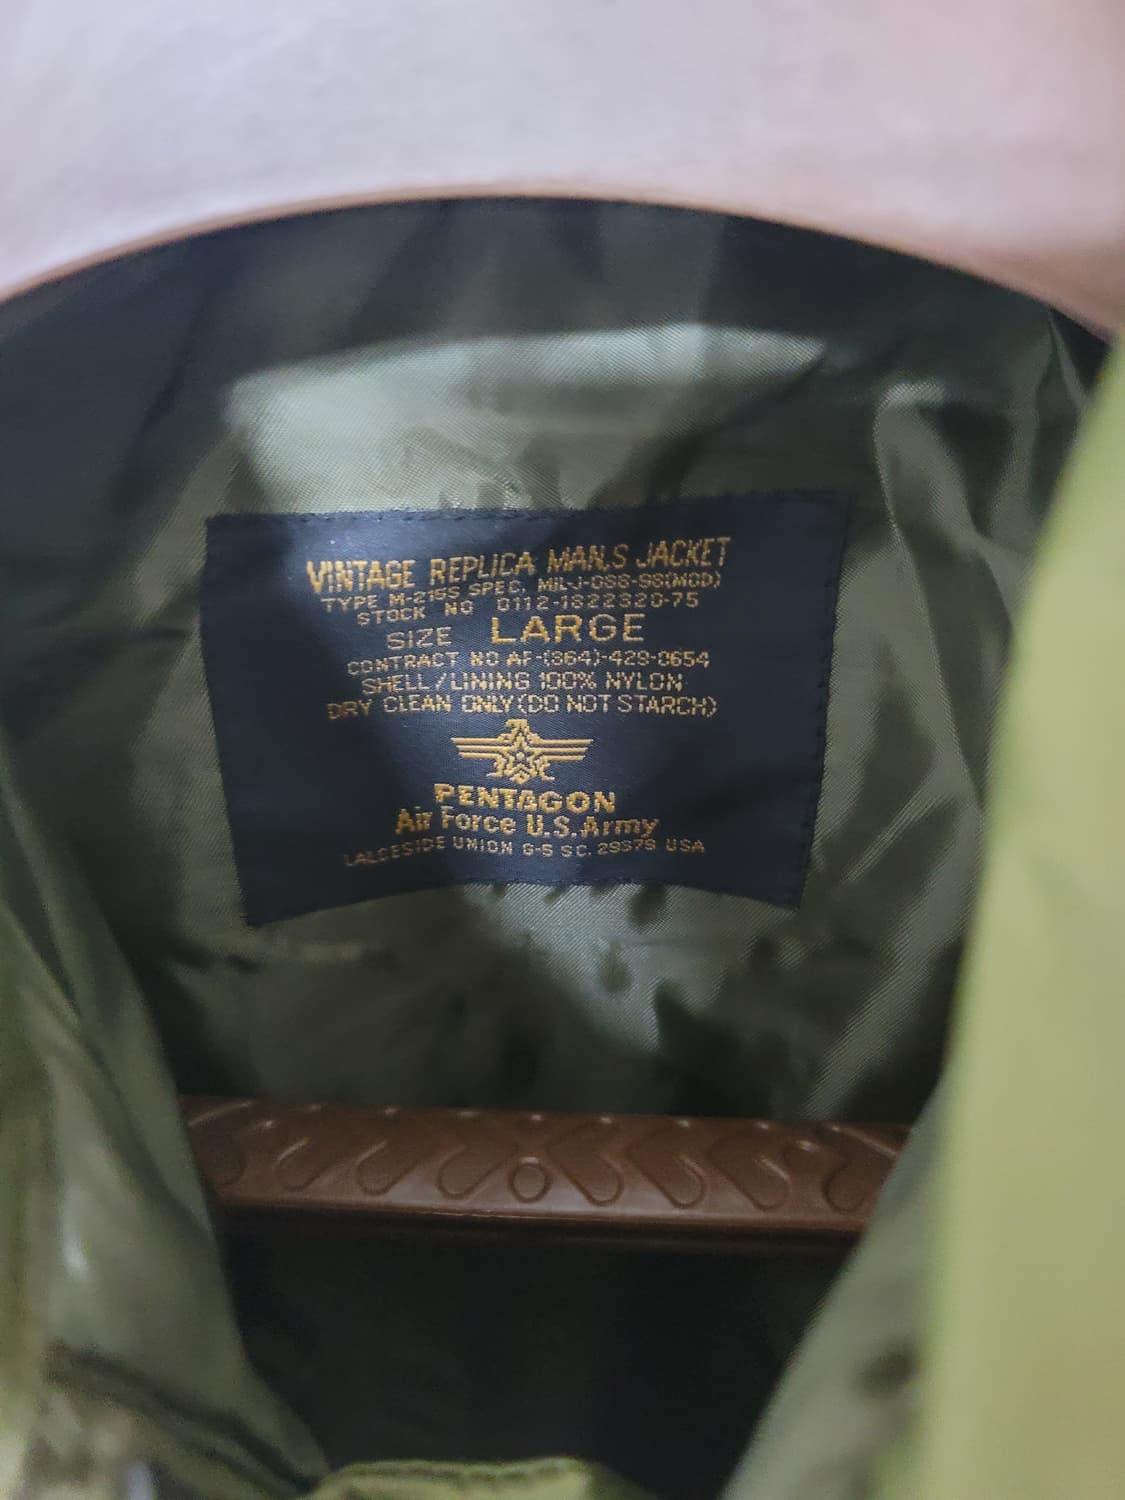 VINTAGE REPLICA MAN,S JACKET
TYPE M-215S SPEC. MIL-J-088-98(MOD)
STOCK NO 0112-1322320-75
SIZE LARGE
CONTRACT NO AF-(364)-429-0654
SHELL/LINING 100% NYLON
DRY CLEAN ONLY(DO NOT STARCH)
PENTAGON
Air Force U.S.Army
UNION G-5 SC. 29379 USA